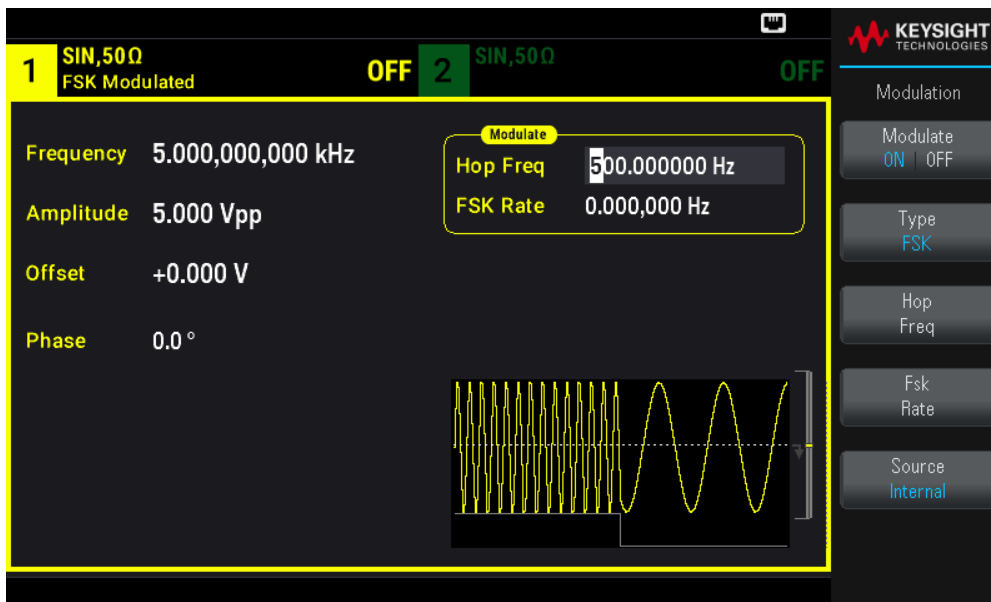 KEYSIGHT
TECHNOLOGIES
1 SIN,50Ω OFF
FSK Modulated
2 SIN,50Ω OFF
Frequency 5.000,000,000 kHz
Amplitude 5.000 Vpp
Offset +0.000 V
Phase 0.0 °
Modulate
Hop Freq 500.000000 Hz
FSK Rate 0.000,000 Hz
Modulation
Modulate
ON | OFF
Type
FSK
Hop
Freq
Fsk
Rate
Source
Internal